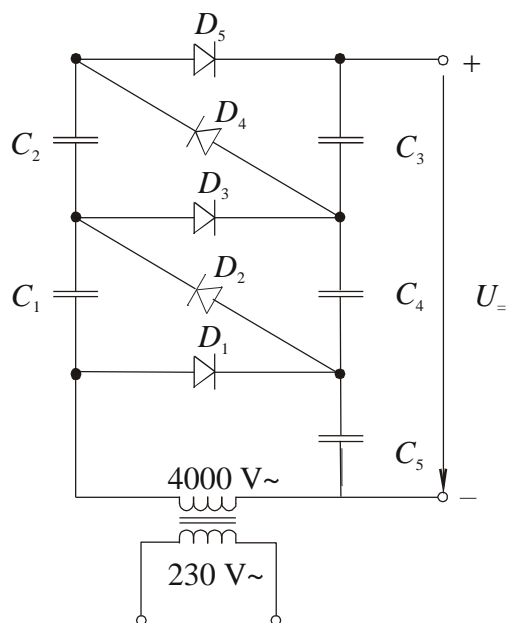 D₅
+
D₄
C₂
C₃
D₃
D₂
C₁
C₄
U₌
D₁
C₅
4000 V~
−
230 V~